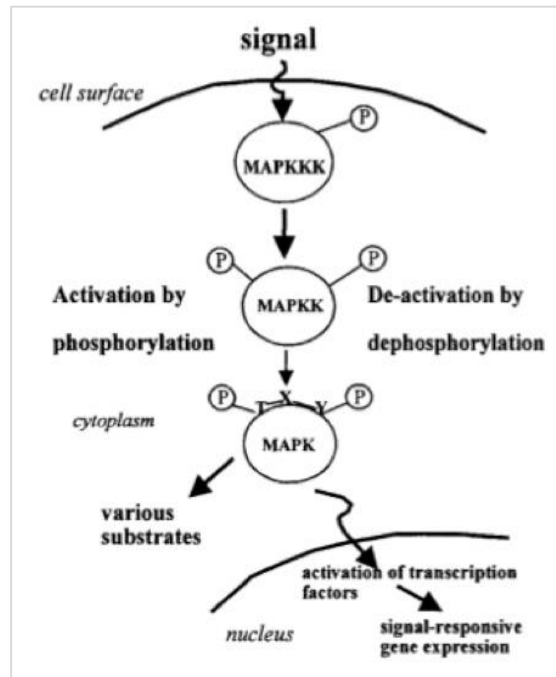 signal
cell surface
P
MAPKKK
P
P
Activation by
phosphorylation
MAPKK
De-activation by
dephosphorylation
P
T X Y
P
cytoplasm
MAPK
various
substrates
activation of transcription
factors
nucleus
signal-responsive
gene expression